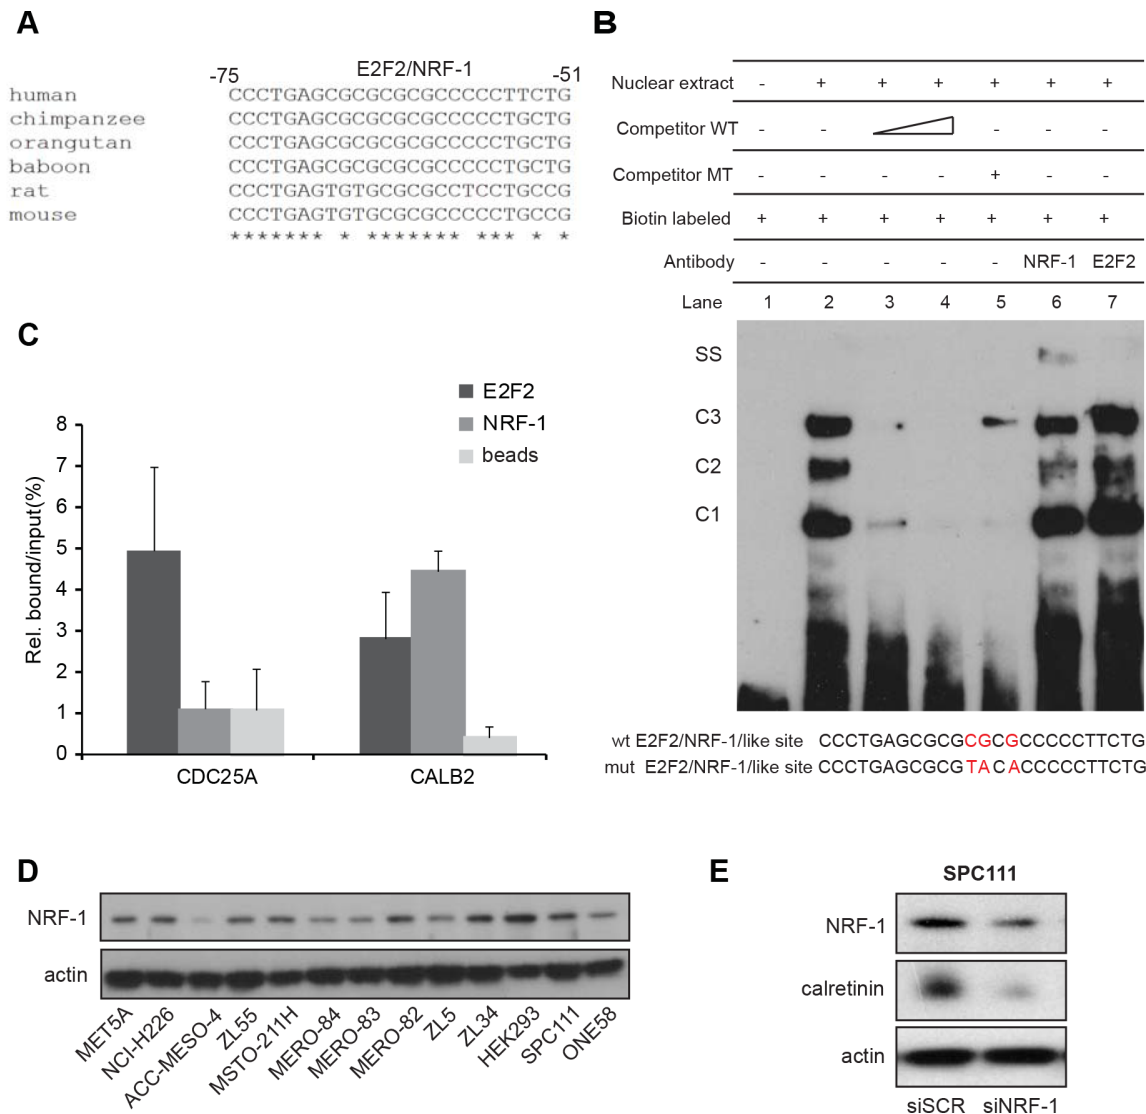 A
-75 E2F2/NRF-1 -51
human CCCTGAGCGCGCGCGCCCCCTTCTG
chimpanzee CCCTGAGCGCGCGCGCCCCCTTCTG
orangutan CCCTGAGCGCGCGCGCCCCCTTCTG
baboon CCCTGAGCGCGCGCGCCCCCTTCTG
rat CCCTGAGTGTGCGCGCCTCCTGCCG
mouse CCCTGAGTGTGCGCGCCCCCTGCCG
******* * ******* *** * *
B
Nuclear extract - + + + + + +
Competitor WT - - - - -
Competitor MT - - - - + - -
Biotin labeled + + + + + + +
Antibody - - - - - NRF-1 E2F2
Lane 1 2 3 4 5 6 7
SS
C3
C2
C1
wt E2F2/NRF-1/like site CCCTGAGCGCGCGCGCCCCCTTCTG
mut E2F2/NRF-1/like site CCCTGAGCGCGTACACCCCCTTCTG
C
E2F2
NRF-1
beads
Rel. bound/input(%)
8
7
6
5
4
3
2
1
0
CDC25A CALB2
D
NRF-1
actin
MET5A NCI-H226 ACC-MESO-4 ZL55 MSTO-211H MERO-84 MERO-83 MERO-82 ZL5 ZL34 HEK293 SPC111 ONE58
E
SPC111
NRF-1
calretinin
actin
siSCR siNRF-1